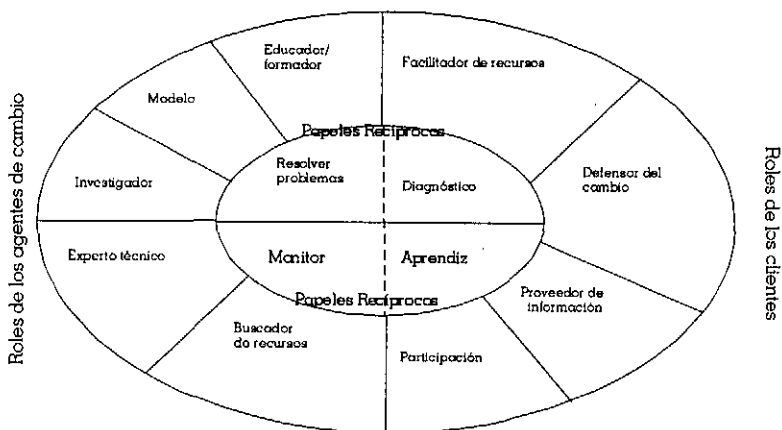 Educador/
formador
Facilitador de recursos
Modelo
Papeles Recíprocos
Resolver
problemas
Diagnóstico
Investigador
Defensor del
cambio
Roles de los agentes de cambio
Roles de los clientes
Experto técnico
Monitor
Aprendiz
Papeles Recíprocos
Proveedor de
información
Buscador
de recursos
Participación